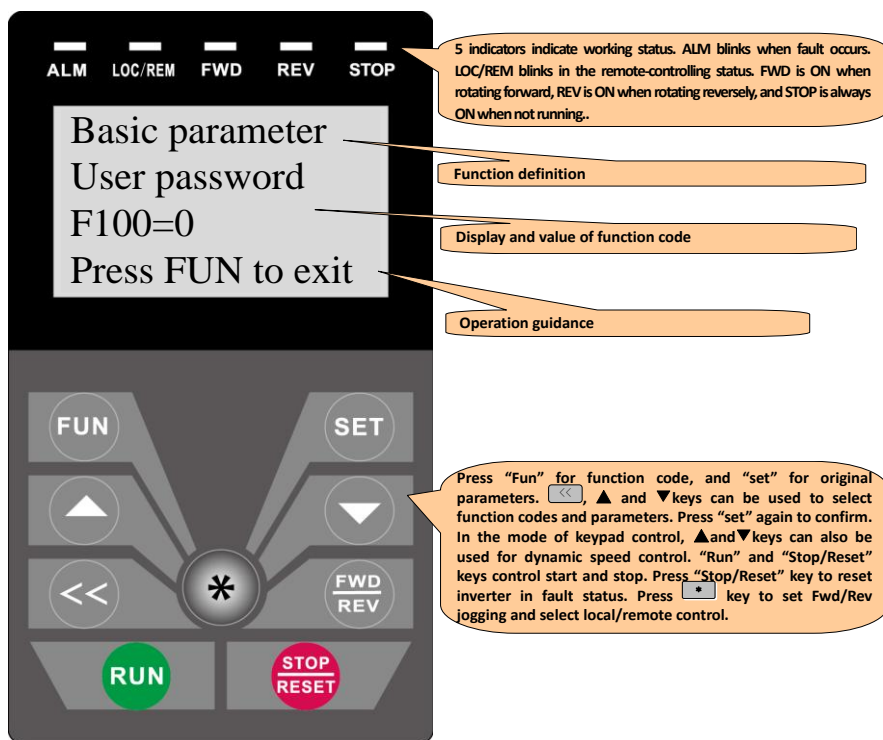 ALM LOC/REM FWD REV STOP
5 indicators indicate working status. ALM blinks when fault occurs.
LOC/REM blinks in the remote-controlling status. FWD is ON when
rotating forward, REV is ON when rotating reversely, and STOP is always
ON when not running..
Basic parameter
User password
F100=0
Press FUN to exit
Function definition
Display and value of function code
Operation guidance
FUN
SET
<<
*
FWD
REV
RUN
STOP
RESET
Press “Fun” for function code, and “set” for original
parameters. <<, ▲ and ▼keys can be used to select
function codes and parameters. Press “set” again to confirm.
In the mode of keypad control, ▲and▼keys can also be
used for dynamic speed control. “Run” and “Stop/Reset”
keys control start and stop. Press “Stop/Reset” key to reset
inverter in fault status. Press * key to set Fwd/Rev
jogging and select local/remote control.